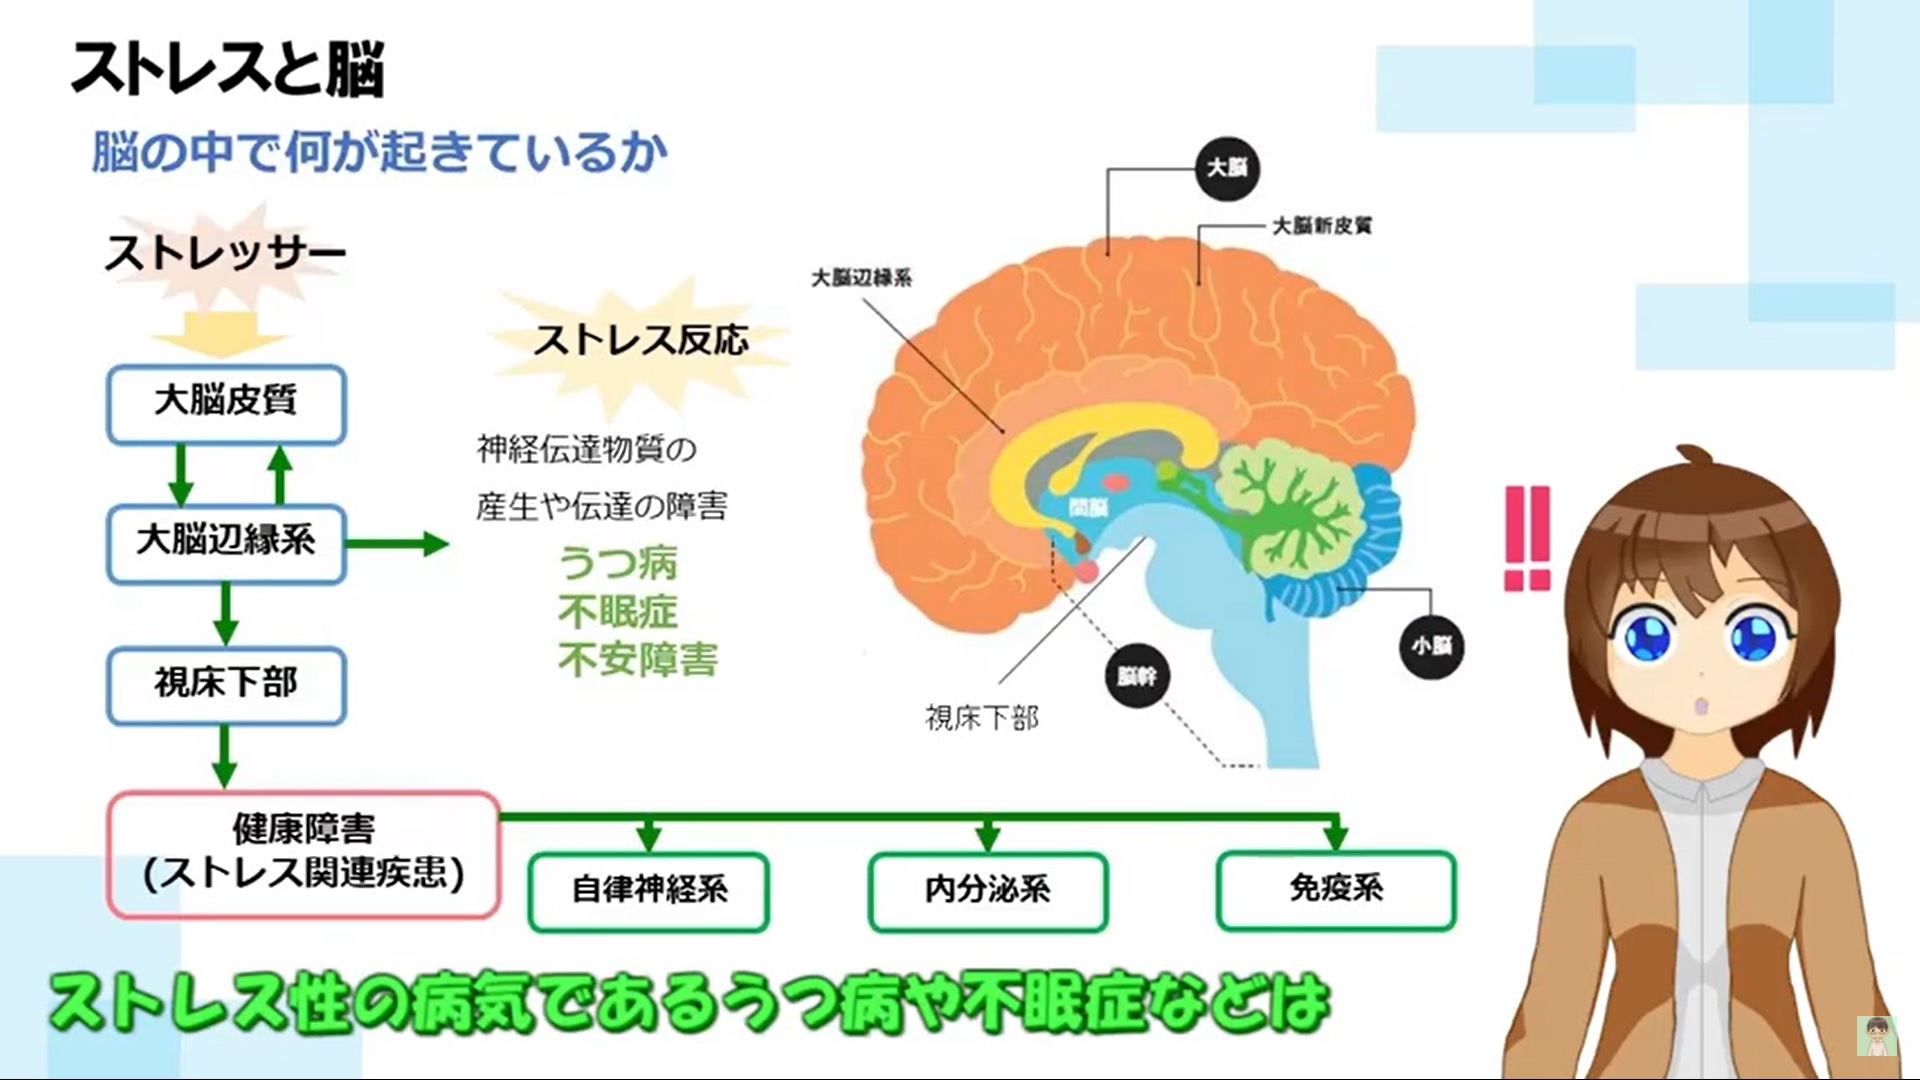 ストレスと脳
脳の中で何が起きているか
ストレッサー
大脳皮質
大脳辺縁系
視床下部
健康障害
(ストレス関連疾患)
ストレス反応
神経伝達物質の
産生や伝達の障害
うつ病
不眠症
不安障害
大脳
大脳新皮質
大脳辺縁系
間脳
視床下部
脳幹
小脳
自律神経系
内分泌系
免疫系
!!
ストレス性の病気であるうつ病や不眠症などは